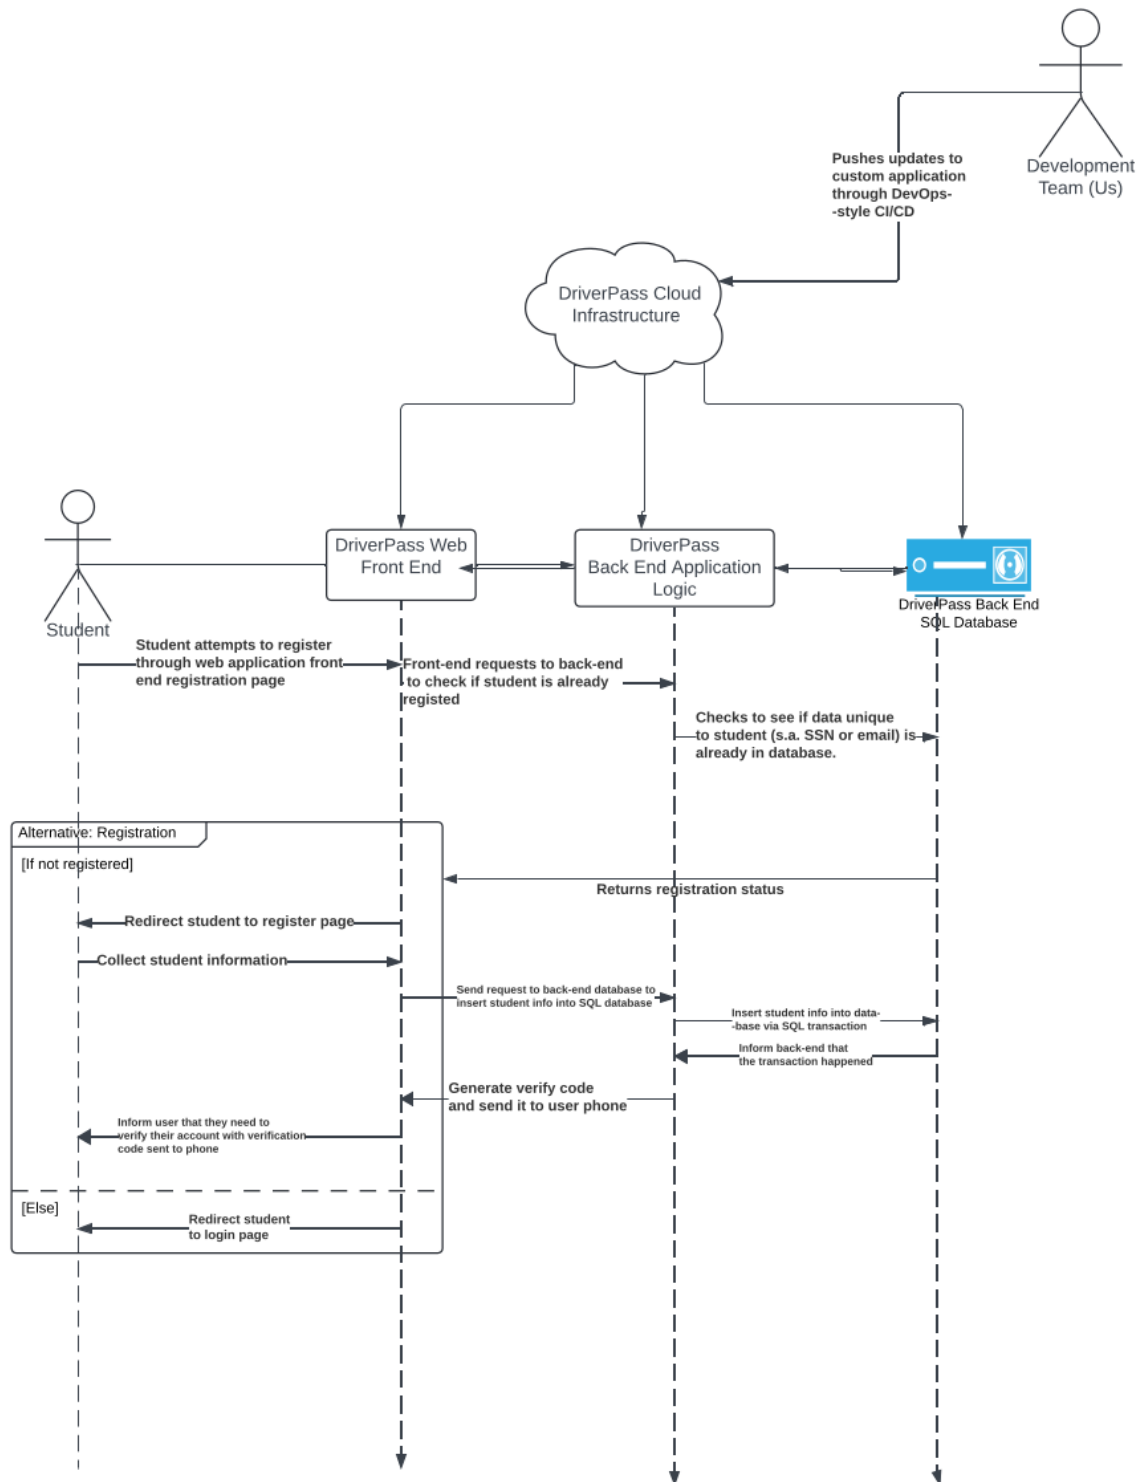 Pushes updates to
custom application
through DevOps-
-style CI/CD
Development
Team (Us)
DriverPass Cloud
Infrastructure
DriverPass Web
Front End
DriverPass
Back End Application
Logic
DriverPass Back End
SQL Database
Student
Student attempts to register
through web application front
end registration page
Front-end requests to back-end
to check if student is already
registed
Checks to see if data unique
to student (s.a. SSN or email) is
already in database.
Alternative: Registration
[If not registered]
Returns registration status
Redirect student to register page
Collect student information
Send request to back-end database to
insert student info into SQL database
Insert student info into data-
-base via SQL transaction
Inform back-end that
the transaction happened
Generate verify code
and send it to user phone
Inform user that they need to
verify their account with verification
code sent to phone
[Else]
Redirect student
to login page